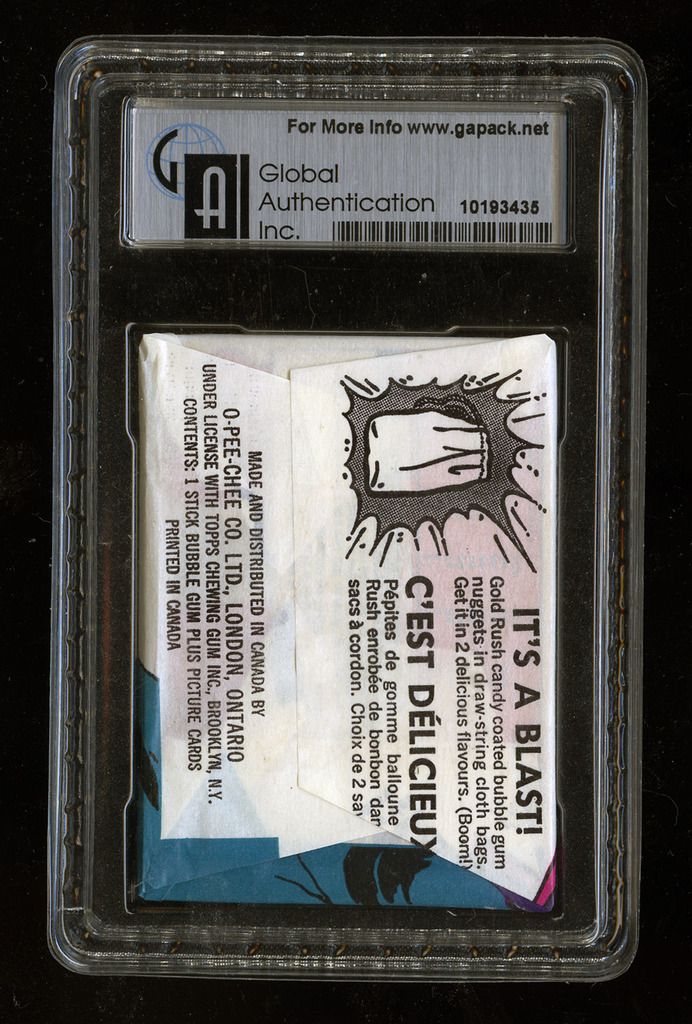 For More Info www.gapack.net
GA
Global
Authentication
Inc.
10193435
IT'S A BLAST!
Gold Rush candy coated bubble gum
nuggets in draw-string cloth bags.
Get it in 2 delicious flavours. (Boom!)
C'EST DÉLICIEUX
Pépites de gomme balloune
Rush enrobée de bonbon dan
sacs à cordon. Choix de 2 sa
MADE AND DISTRIBUTED IN CANADA BY
O-PEE-CHEE CO. LTD., LONDON, ONTARIO
UNDER LICENSE WITH TOPPS CHEWING GUM INC., BROOKLYN, N.Y.
CONTENTS: 1 STICK BUBBLE GUM PLUS PICTURE CARDS
PRINTED IN CANADA